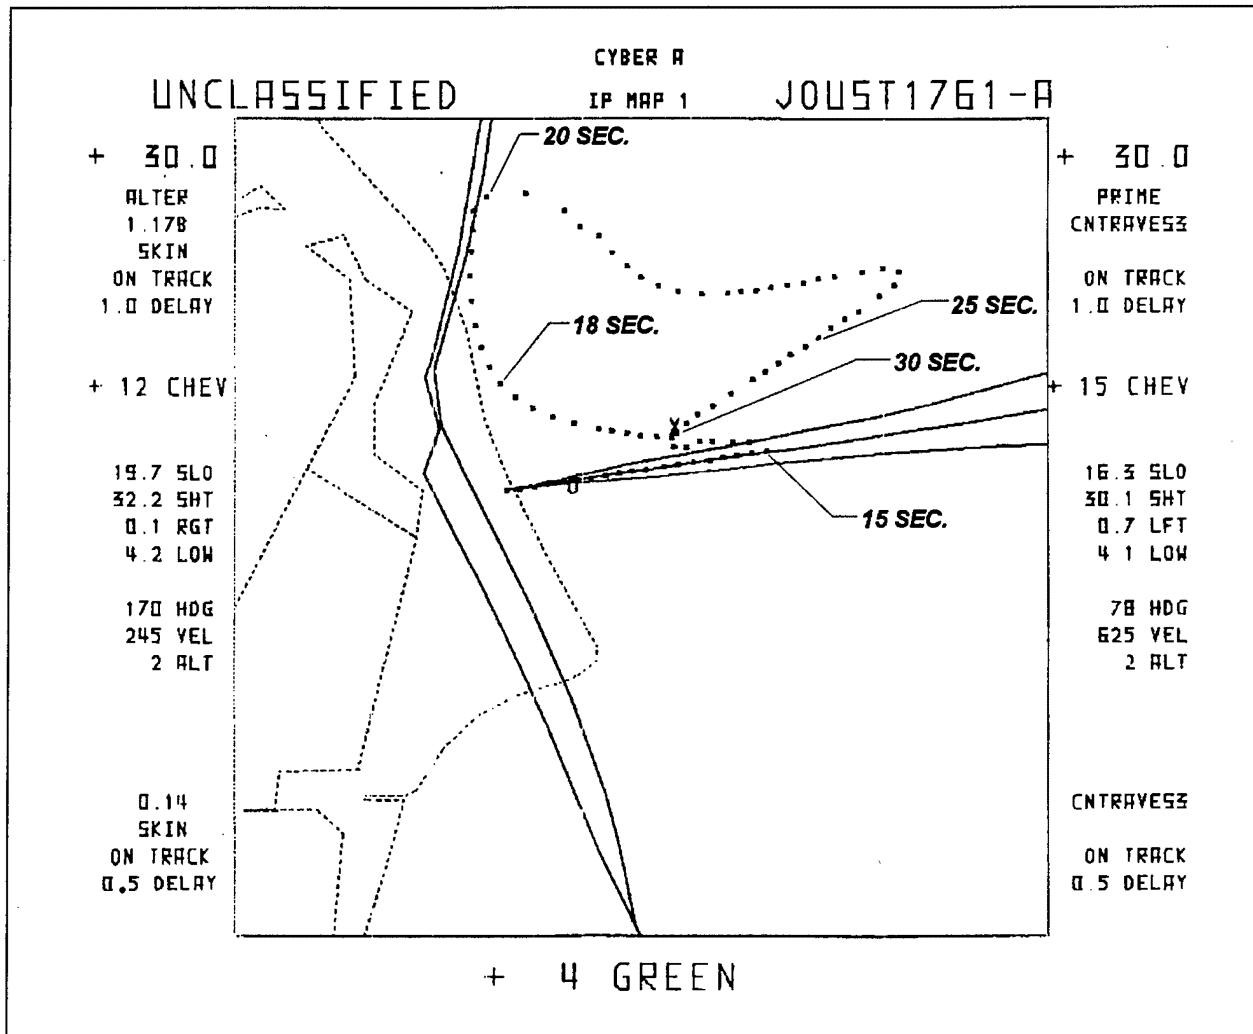 CYBER A
UNCLASSIFIED
IP MAP 1
JOUST1761-A
20 SEC.
+ 30.0
+ 30.0
ALTER
1.17B
SKIN
ON TRACK
1.0 DELAY
PRIME
CNTRAVES3
ON TRACK
1.0 DELAY
25 SEC.
18 SEC.
30 SEC.
+ 12 CHEV
+ 15 CHEV
19.7 SLO
32.2 SHT
0.1 RGT
4.2 LOW
16.3 SLO
30.1 SHT
0.7 LFT
4 1 LOW
15 SEC.
170 HDG
245 VEL
2 ALT
78 HDG
625 VEL
2 ALT
0.14
SKIN
ON TRACK
0.5 DELAY
CNTRAVES3
ON TRACK
0.5 DELAY
+ 4 GREEN